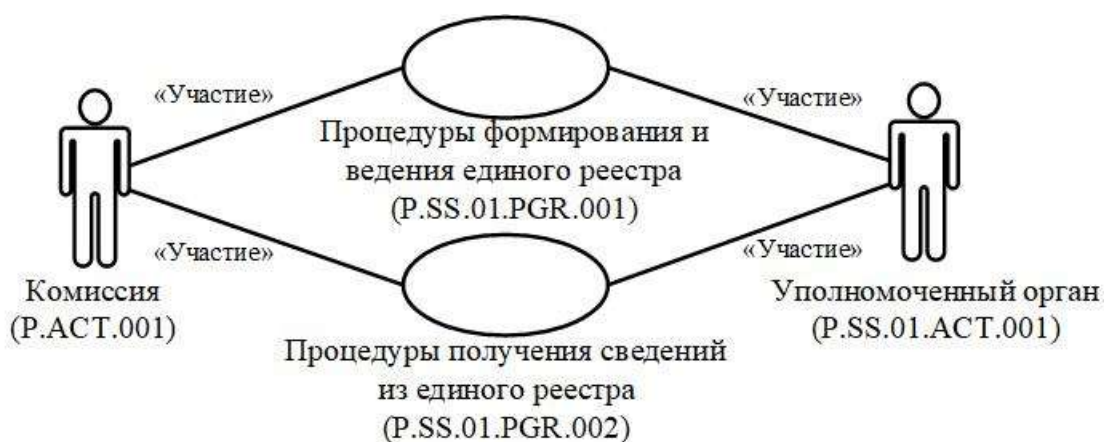 «Участие»
«Участие»
Процедуры формирования и
ведения единого реестра
(P.SS.01.PGR.001)
«Участие»
«Участие»
Комиссия
(P.ACT.001)
Уполномоченный орган
(P.SS.01.ACT.001)
Процедуры получения сведений
из единого реестра
(P.SS.01.PGR.002)